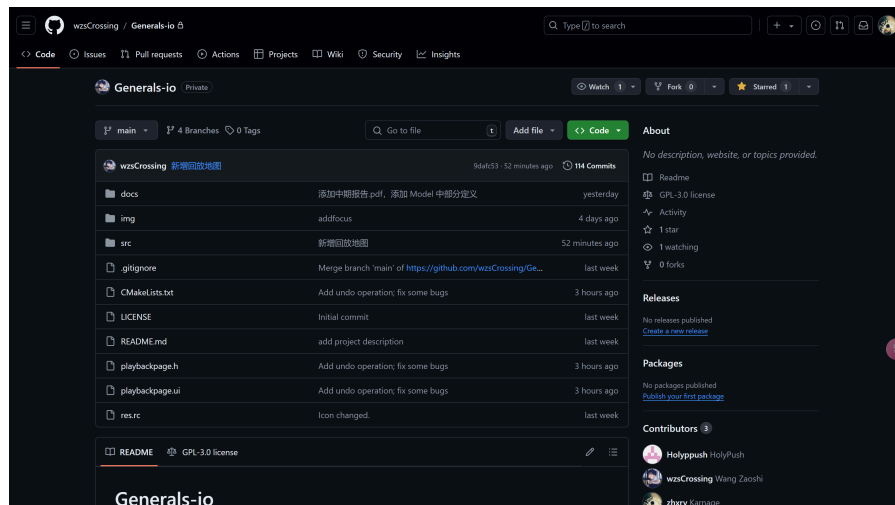 wzsCrossing / Generals-io
Type / to search
Code
Issues
Pull requests
Actions
Projects
Wiki
Security
Insights
Generals-io Private
Watch 1
Fork 0
Starred 1
main
4 Branches
0 Tags
Go to file t
Add file
Code
wzsCrossing 新增回放地图 9dafc53 · 52 minutes ago 114 Commits
docs 添加中期报告.pdf，添加 Model 中部分定义 yesterday
img addfocus 4 days ago
src 新增回放地图 52 minutes ago
.gitignore Merge branch 'main' of https://github.com/wzsCrossing/Ge... last week
CMakeLists.txt Add undo operation; fix some bugs 3 hours ago
LICENSE Initial commit last week
README.md add project description last week
playbackpage.h Add undo operation; fix some bugs 3 hours ago
playbackpage.ui Add undo operation; fix some bugs 3 hours ago
res.rc Icon changed. last week
README
GPL-3.0 license
Generals-io
About
No description, website, or topics provided.
Readme
GPL-3.0 license
Activity
1 star
1 watching
0 forks
Releases
No releases published
Create a new release
Packages
No packages published
Publish your first package
Contributors 3
Holyppush HolyPush
wzsCrossing Wang Zaoshi
zhxry Karnage